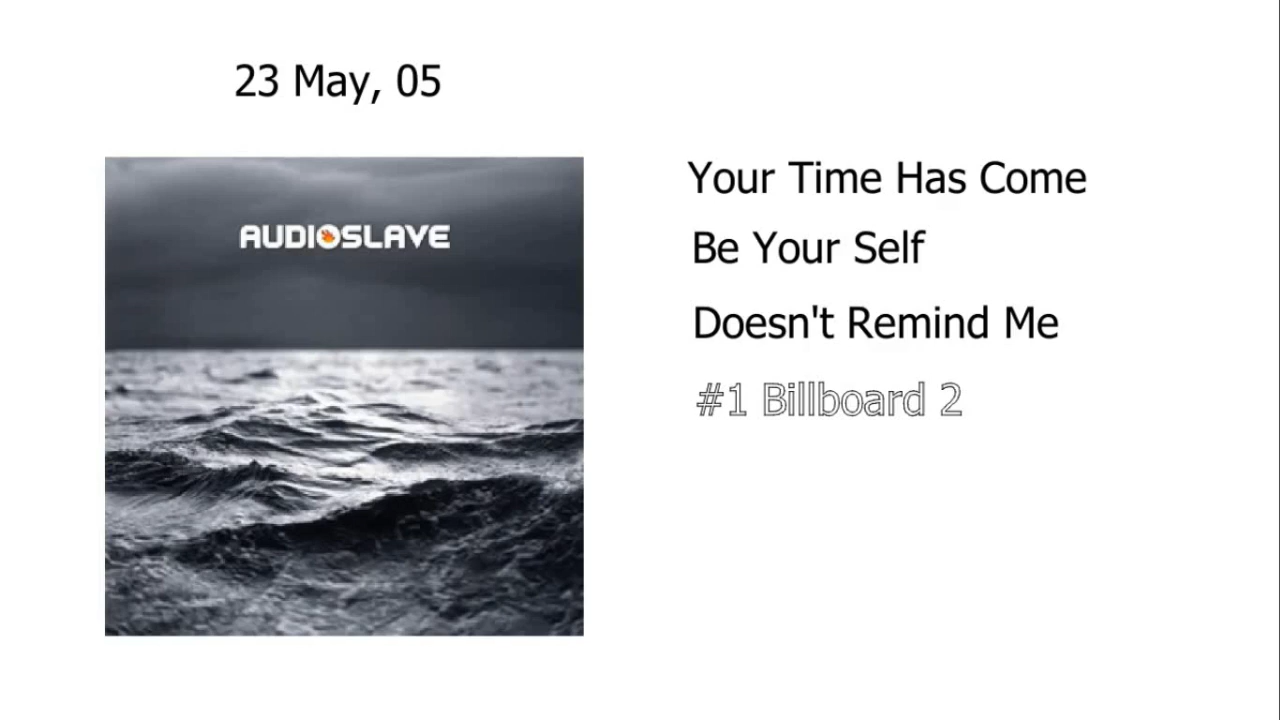 23 May, 05
AUDIOSLAVE
Your Time Has Come
Be Your Self
Doesn't Remind Me
#1 Billboard 2